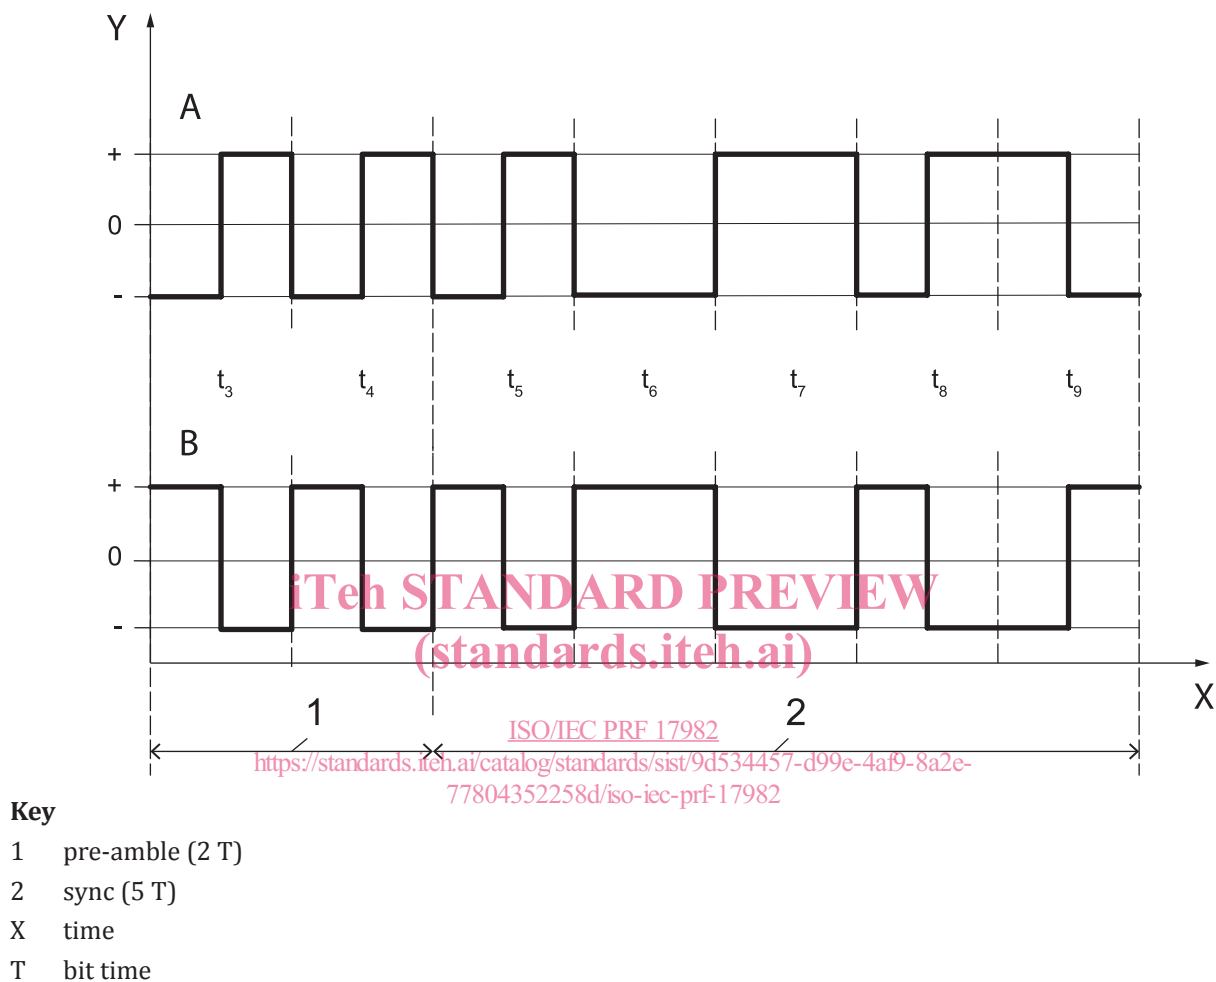 Y
A
+
0
-
t3 t4 t5 t6 t7 t8 t9
B
+
0
-
iTeh STANDARD PREVIEW
(standards.iteh.ai)
X
1 2
ISO/IEC PRF 17982
https://standards.iteh.ai/catalog/standards/sist/9d534457-d99e-4af9-8a2e-
77804352258d/iso-iec-prf-17982
Key
1 pre-amble (2 T)
2 sync (5 T)
X time
T bit time